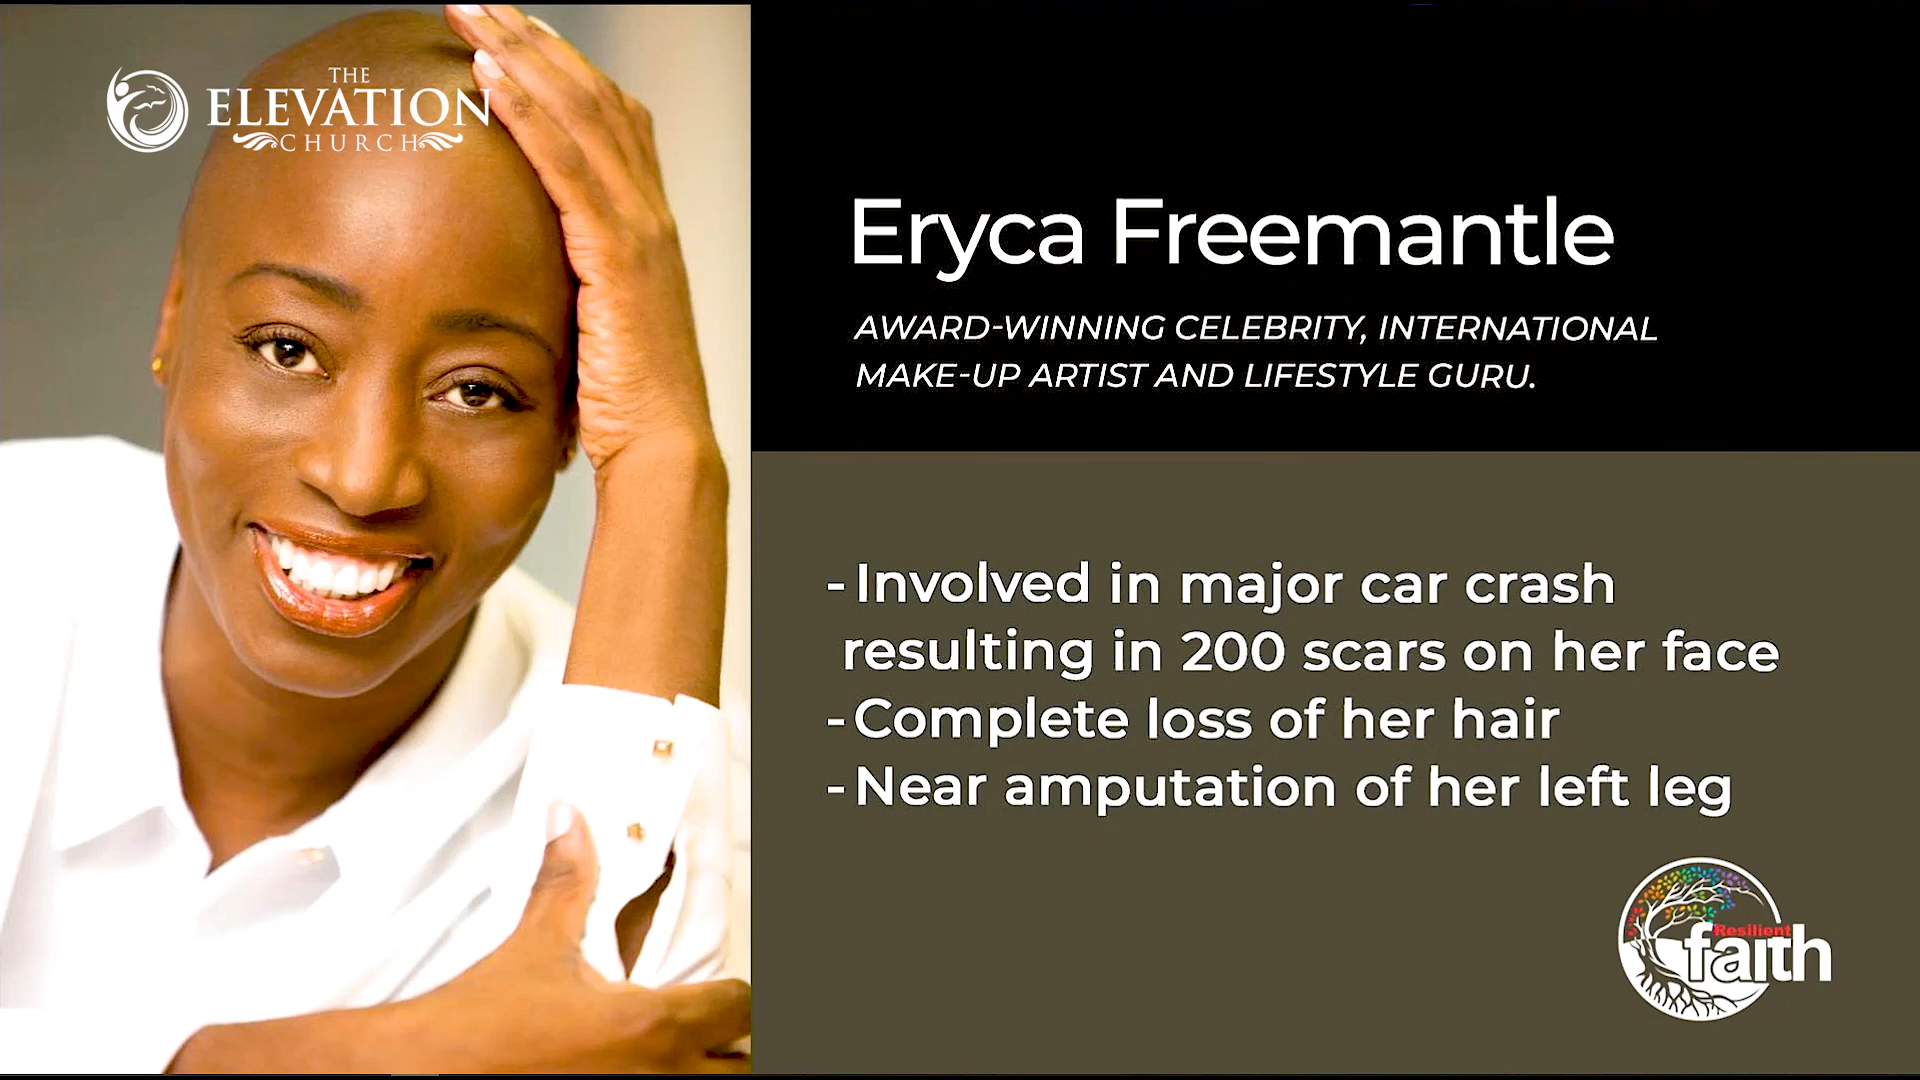 THE
ELEVATION
CHURCH
Eryca Freemantle
AWARD-WINNING CELEBRITY, INTERNATIONAL
MAKE-UP ARTIST AND LIFESTYLE GURU.
-Involved in major car crash
resulting in 200 scars on her face
-Complete loss of her hair
-Near amputation of her left leg
Resilient
faith